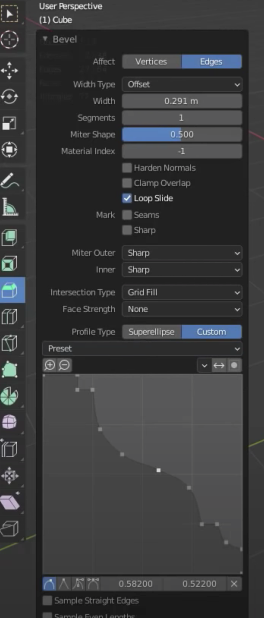 User Perspective
(1) Cube
Bevel
Affect Vertices Edges
Width Type Offset
Width 0.291 m
Segments 1
Miter Shape 0.500
Material Index -1
Harden Normals
Clamp Overlap
Loop Slide
Mark Seams
Sharp
Miter Outer Sharp
Inner Sharp
Intersection Type Grid Fill
Face Strength None
Profile Type Superellipse Custom
Preset
0.58200 0.52200
Sample Straight Edges
Sample Even Lengths